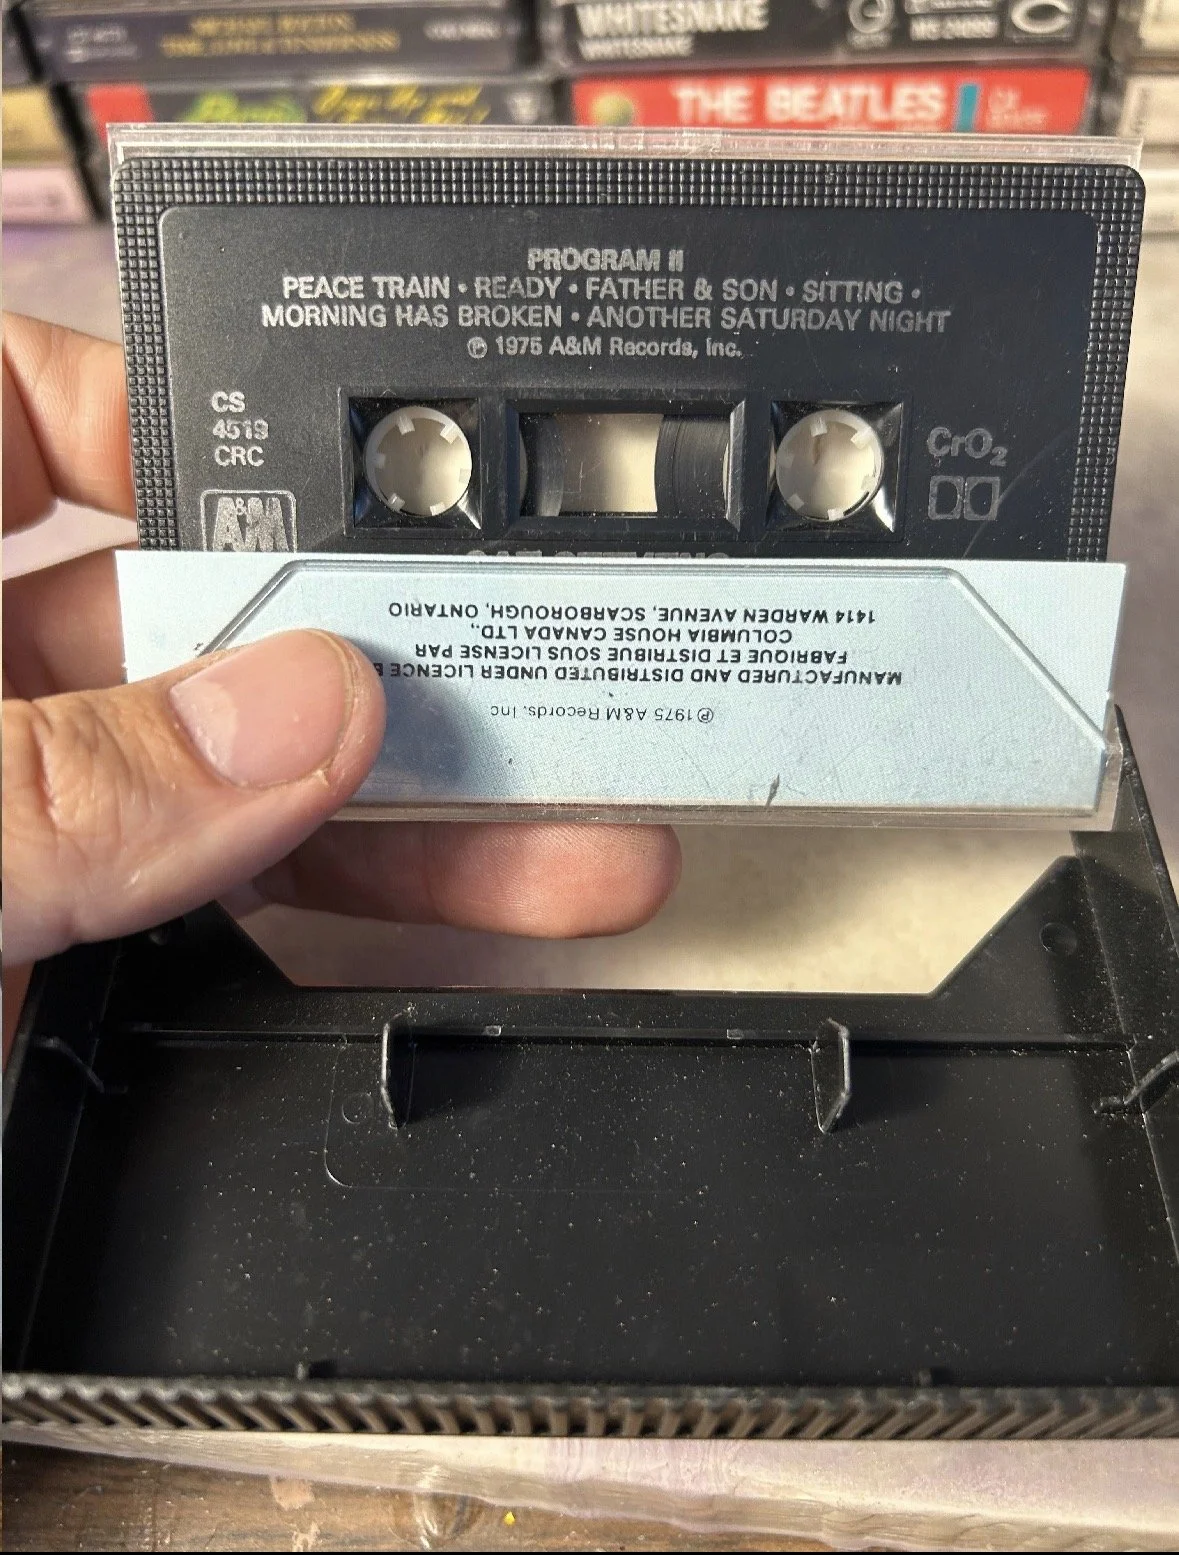 WHITESNAKE
WHITESNAKE
THE BEATLES
PROGRAM II
PEACE TRAIN • READY • FATHER & SON • SITTING •
MORNING HAS BROKEN • ANOTHER SATURDAY NIGHT
℗ 1975 A&M Records, Inc.
CS
4519
CRC
CrO₂
A&M
1414 WARDEN AVENUE, SCARBOROUGH, ONTARIO
COLUMBIA HOUSE CANADA LTD.,
FABRIQUE ET DISTRIBUE SOUS LICENSE PAR
MANUFACTURED AND DISTRIBUTED UNDER LICENCE
℗1975 A&M Records, Inc